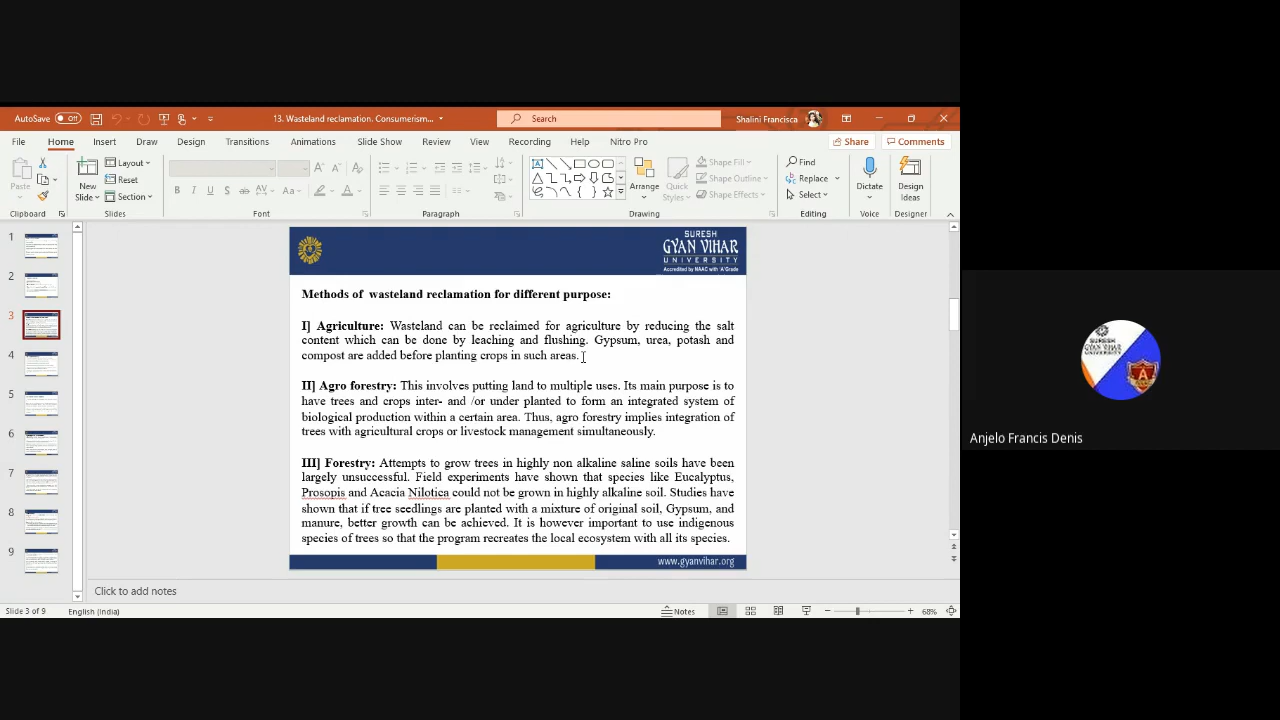 AutoSave Off
13. Wasteland reclamation. Consumerism...
Search
Shalini Francisca
File Home Insert Draw Design Transitions Animations Slide Show Review View Recording Help Nitro Pro
Share Comments
Paste
New Slide
Layout
Reset
Section
B I U S ab AV Aa A
Arrange
Quick Styles
Shape Fill
Shape Outline
Shape Effects
Find
Replace
Select
Dictate
Design Ideas
Clipboard Slides Font Paragraph Drawing Editing Voice Designer
1
2
3
4
5
6
7
8
9
SURESH
GYAN VIHAR
UNIVERSITY
Accredited by NAAC with 'A' Grade
Methods of wasteland reclamation for different purpose:
I] Agriculture: Wasteland can be reclaimed for agriculture by reducing the salt
content which can be done by leaching and flushing. Gypsum, urea, potash and
compost are added before planting crops in such areas.
II] Agro forestry: This involves putting land to multiple uses. Its main purpose is to
have trees and crops inter- and /or under planted to form an integrated system of
biological production within a certain area. Thus, agro forestry implies integration of
trees with agricultural crops or livestock management simultaneously.
III] Forestry: Attempts to grow trees in highly non alkaline saline soils have been
largely unsuccessful. Field experiments have shown that species like Eucalyptus,
Prosopis and Acacia Nilotica could not be grown in highly alkaline soil. Studies have
shown that if tree seedlings are planted with a mixture of original soil, Gypsum, and
manure, better growth can be achieved. It is however important to use indigenous
species of trees so that the program recreates the local ecosystem with all its species.
www.gyanvihar.org
Click to add notes
Slide 3 of 9
English (India)
Notes
68%
Anjelo Francis Denis